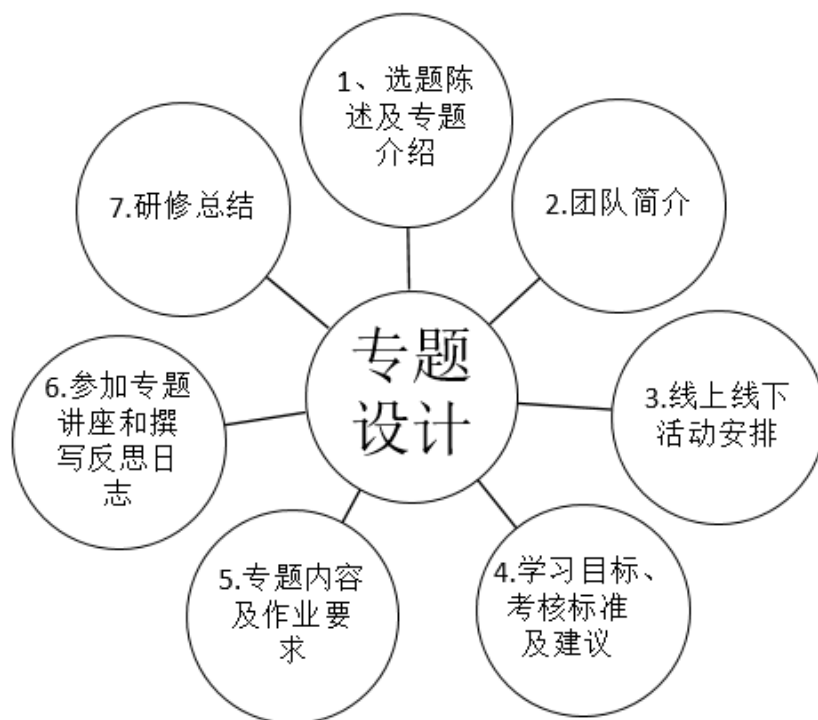 1、选题陈
述及专题
介绍
2.团队简介
3.线上线下
活动安排
4.学习目标、
考核标准
及建议
5.专题内容
及作业要
求
6.参加专题
讲座和撰
写反思日
志
7.研修总结
专题
设计